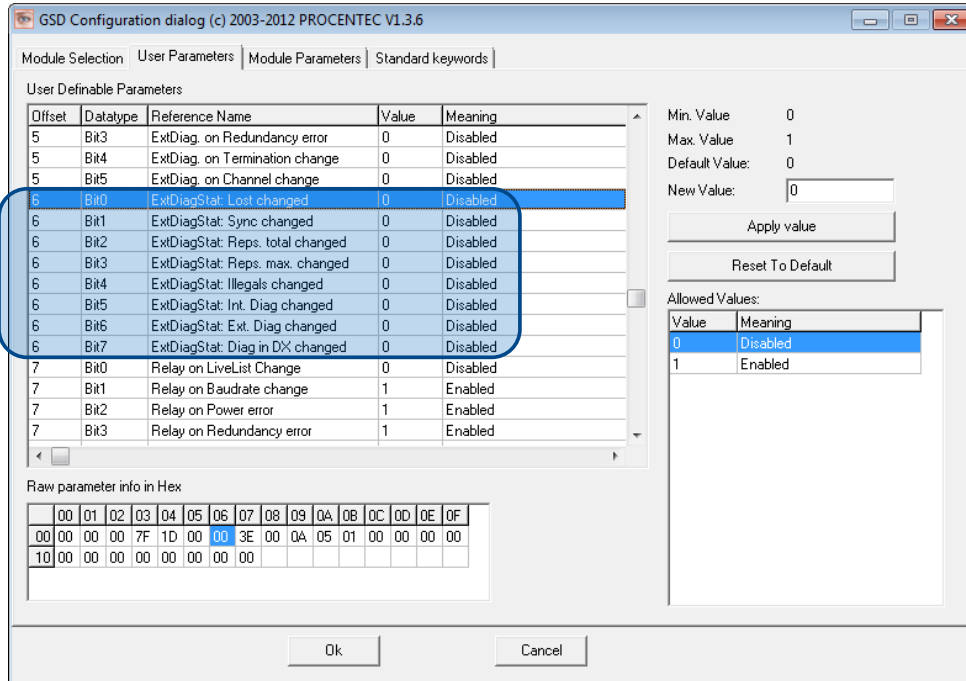 GSD Configuration dialog (c) 2003-2012 PROCENTEC V1.3.6
Module Selection User Parameters Module Parameters Standard keywords
User Definable Parameters
Offset Datatype Reference Name Value Meaning
5 Bit3 ExtDiag. on Redundancy error 0 Disabled
5 Bit4 ExtDiag. on Termination change 0 Disabled
5 Bit5 ExtDiag. on Channel change 0 Disabled
6 Bit0 ExtDiagStat: Lost changed 0 Disabled
6 Bit1 ExtDiagStat: Sync changed 0 Disabled
6 Bit2 ExtDiagStat: Reps. total changed 0 Disabled
6 Bit3 ExtDiagStat: Reps. max. changed 0 Disabled
6 Bit4 ExtDiagStat: Illegals changed 0 Disabled
6 Bit5 ExtDiagStat: Int. Diag changed 0 Disabled
6 Bit6 ExtDiagStat: Ext. Diag changed 0 Disabled
6 Bit7 ExtDiagStat: Diag in DX changed 0 Disabled
7 Bit0 Relay on LiveList Change 0 Disabled
7 Bit1 Relay on Baudrate change 1 Enabled
7 Bit2 Relay on Power error 1 Enabled
7 Bit3 Relay on Redundancy error 1 Enabled
Min. Value 0
Max. Value 1
Default Value: 0
New Value: 0
Apply value
Reset To Default
Allowed Values:
Value Meaning
0 Disabled
1 Enabled
Raw parameter info in Hex
00 01 02 03 04 05 06 07 08 09 0A 0B 0C 0D 0E 0F
00 00 00 00 7F 1D 00 00 3E 00 0A 05 01 00 00 00 00
10 00 00 00 00 00 00 00 00
Ok Cancel